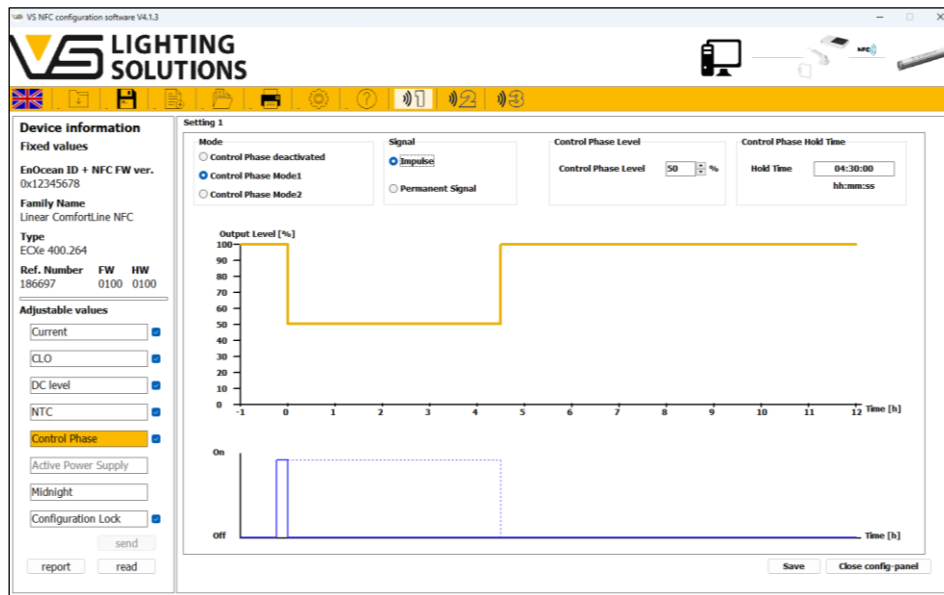 VS NFC configuration software V4.1.3
VS LIGHTING
SOLUTIONS
NFC
1 2 3
Device information
Fixed values
EnOcean ID + NFC FW ver.
0x12345678
Family Name
Linear ComfortLine NFC
Type
ECXe 400.264
Ref. Number FW HW
186697 0100 0100
Adjustable values
Current
CLO
DC level
NTC
Control Phase
Active Power Supply
Midnight
Configuration Lock
send
report read
Setting 1
Mode
Control Phase deactivated
Control Phase Mode1
Control Phase Mode2
Signal
Impulse
Permanent Signal
Control Phase Level
Control Phase Level 50 %
Control Phase Hold Time
Hold Time 04:30:00
hh:mm:ss
Output Level [%]
100
90
80
70
60
50
40
30
20
10
0
-1 0 1 2 3 4 5 6 7 8 9 10 11 12 Time [h]
On
Off Time [h]
Save Close config-panel